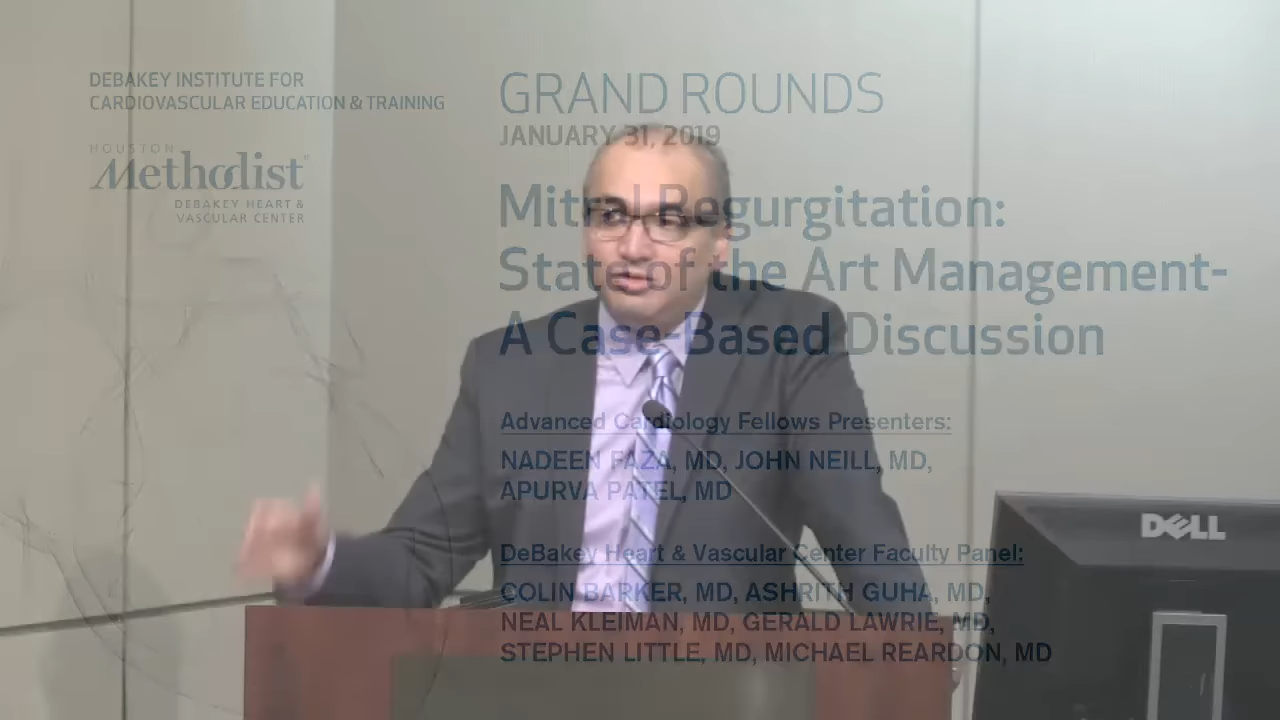 DEBAKEY INSTITUTE FOR
CARDIOVASCULAR EDUCATION & TRAINING
HOUSTON
Methodist
DEBAKEY HEART &
VASCULAR CENTER
GRAND ROUNDS
JANUARY 31, 2019
Mitral Regurgitation:
State of the Art Management-
A Case-Based Discussion
Advanced Cardiology Fellows Presenters:
NADEEN FAZA, MD, JOHN NEILL, MD,
APURVA PATEL, MD
DeBakey Heart & Vascular Center Faculty Panel:
COLIN BARKER, MD, ASHRITH GUHA, MD,
NEAL KLEIMAN, MD, GERALD LAWRIE, MD,
STEPHEN LITTLE, MD, MICHAEL REARDON, MD
DELL